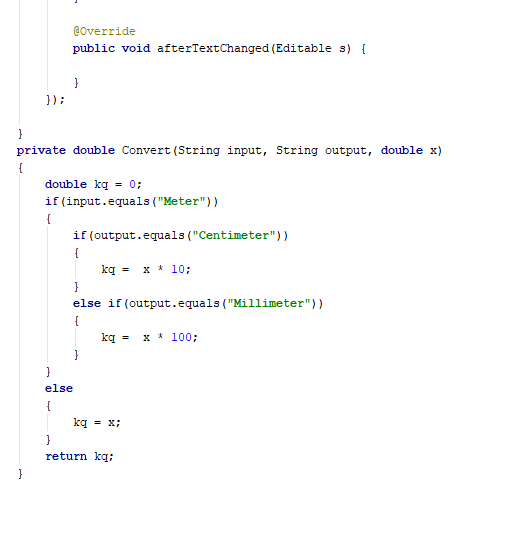 }
@Override
public void afterTextChanged(Editable s) {
}
});
}
private double Convert(String input, String output, double x)
{
double kq = 0;
if(input.equals("Meter"))
{
if(output.equals("Centimeter"))
{
kq =  x * 10;
}
else if(output.equals("Millimeter"))
{
kq =  x * 100;
}
}
else
{
kq = x;
}
return kq;
}